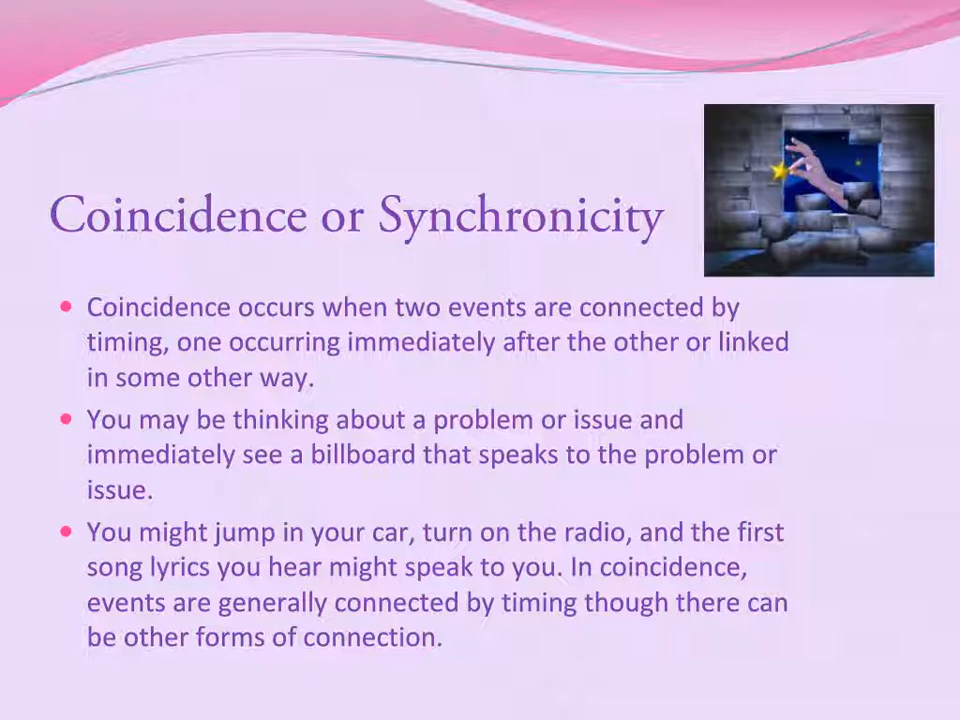 Coincidence or Synchronicity
Coincidence occurs when two events are connected by
timing, one occurring immediately after the other or linked
in some other way.
You may be thinking about a problem or issue and
immediately see a billboard that speaks to the problem or
issue.
You might jump in your car, turn on the radio, and the first
song lyrics you hear might speak to you. In coincidence,
events are generally connected by timing though there can
be other forms of connection.